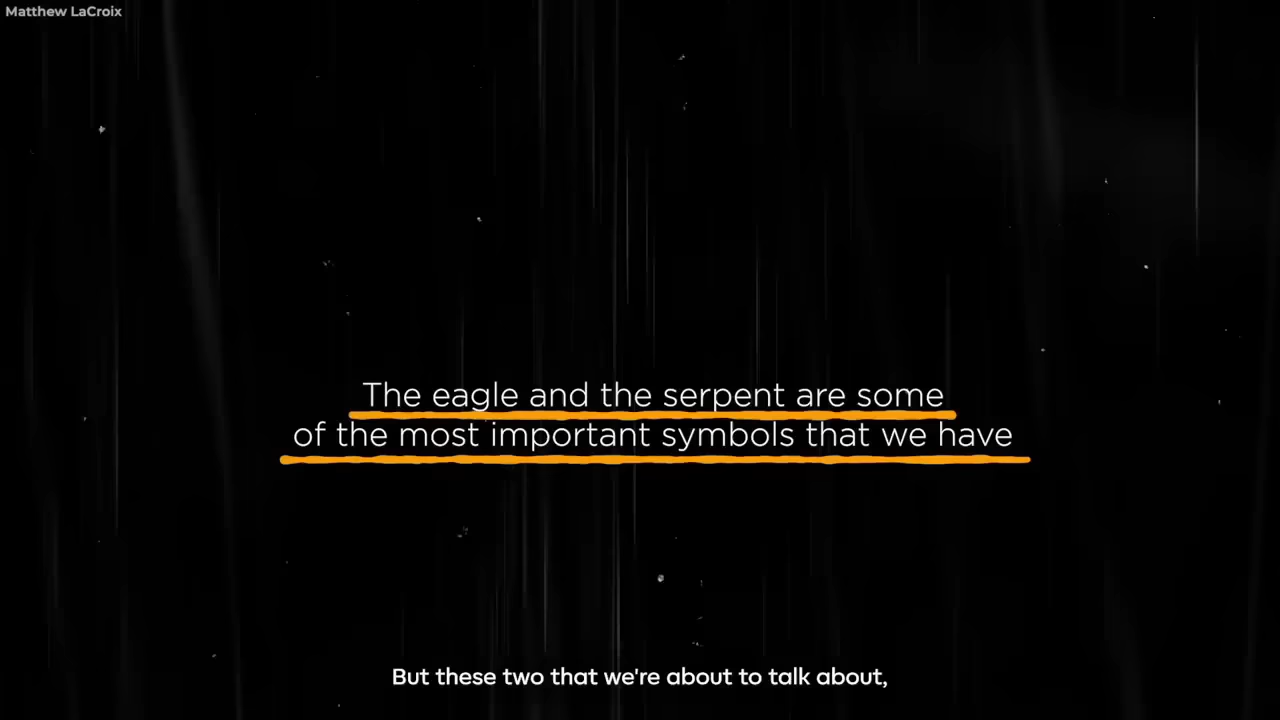 Matthew LaCroix
The eagle and the serpent are some
of the most important symbols that we have
But these two that we're about to talk about,